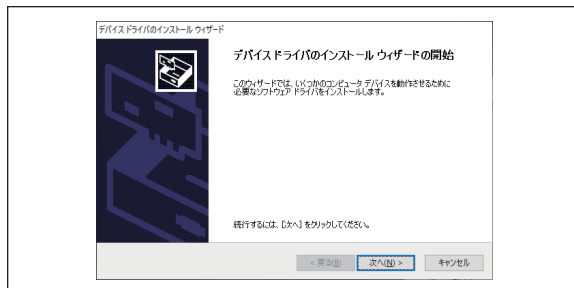 デバイス ドライバのインストール ウィザード
デバイス ドライバのインストール ウィザードの開始
このウィザードでは、いくつかのコンピュータ デバイスを動作させるために
必要なソフトウェア ドライバをインストールします。
続行するには、[次へ] をクリックしてください。
< 戻る(B)
次へ(N) >
キャンセル